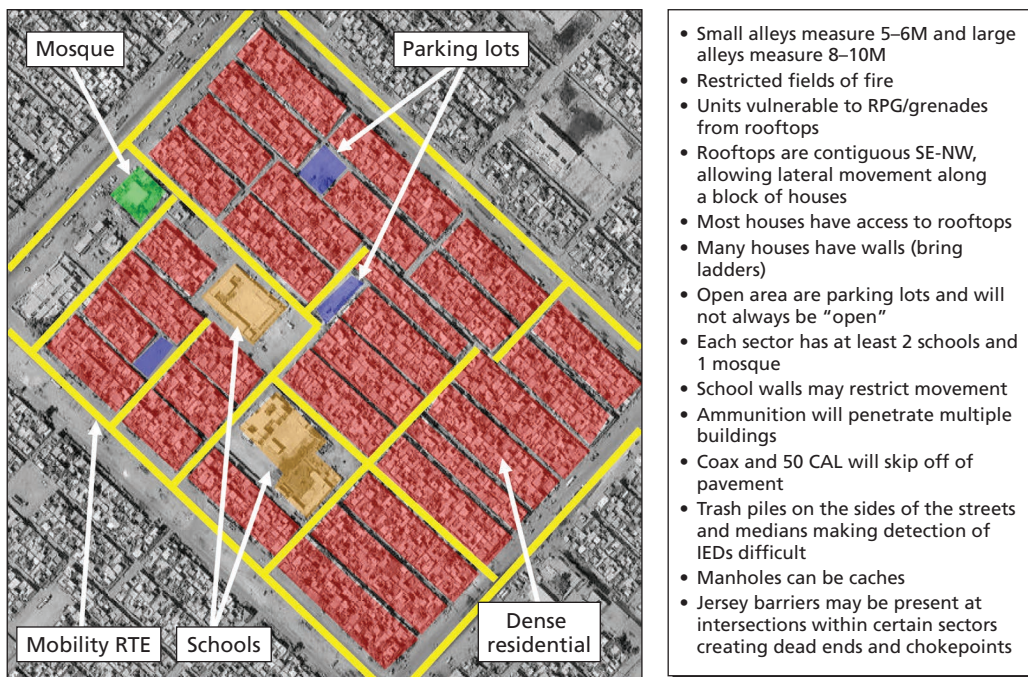 Mosque
Parking lots
Mobility RTE
Schools
Dense
residential
• Small alleys measure 5–6M and large
alleys measure 8–10M
• Restricted fields of fire
• Units vulnerable to RPG/grenades
from rooftops
• Rooftops are contiguous SE-NW,
allowing lateral movement along
a block of houses
• Most houses have access to rooftops
• Many houses have walls (bring
ladders)
• Open area are parking lots and will
not always be “open”
• Each sector has at least 2 schools and
1 mosque
• School walls may restrict movement
• Ammunition will penetrate multiple
buildings
• Coax and 50 CAL will skip off of
pavement
• Trash piles on the sides of the streets
and medians making detection of
IEDs difficult
• Manholes can be caches
• Jersey barriers may be present at
intersections within certain sectors
creating dead ends and chokepoints